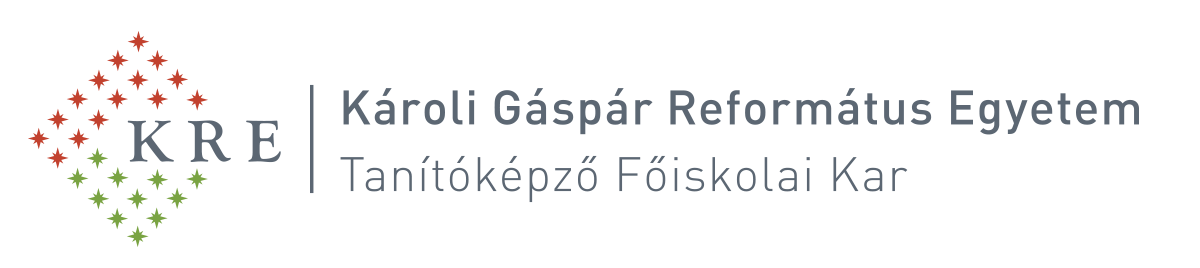 KRE
Károli Gáspár Református Egyetem
Tanítóképző Főiskolai Kar